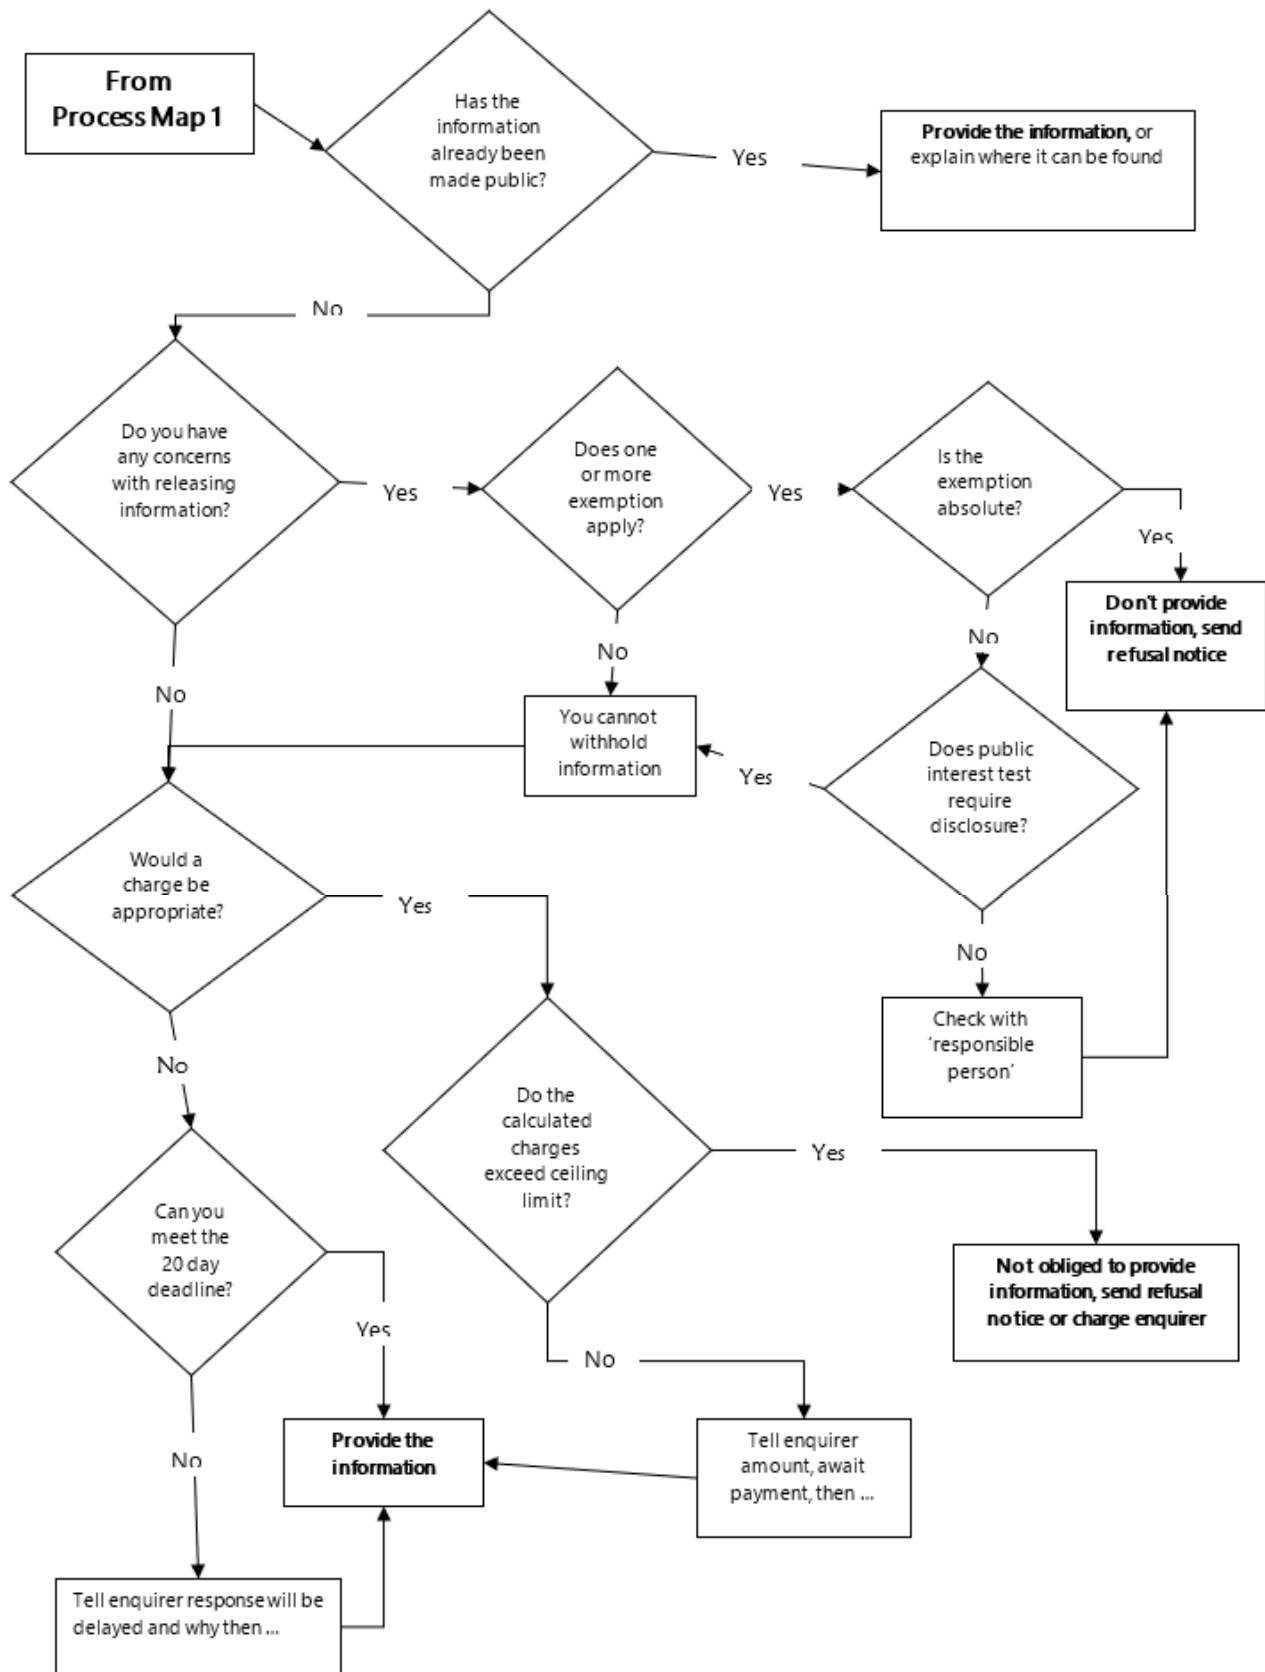 From
Process Map 1
Has the
information
already been
made public?
Yes
Provide the information, or
explain where it can be found
No
Do you have
any concerns
with releasing
information?
Yes
Does one
or more
exemption
apply?
Yes
Is the
exemption
absolute?
Yes
Don't provide
information, send
refusal notice
No
No
No
You cannot
withhold
information
Yes
Does public
interest test
require
disclosure?
Would a
charge be
appropriate?
Yes
No
Check with
'responsible
person'
No
Do the
calculated
charges
exceed ceiling
limit?
Yes
Can you
meet the
20 day
deadline?
Not obliged to provide
information, send refusal
notice or charge enquirer
Yes
No
No
Provide the
information
Tell enquirer
amount, await
payment, then ...
Tell enquirer response will be
delayed and why then ...